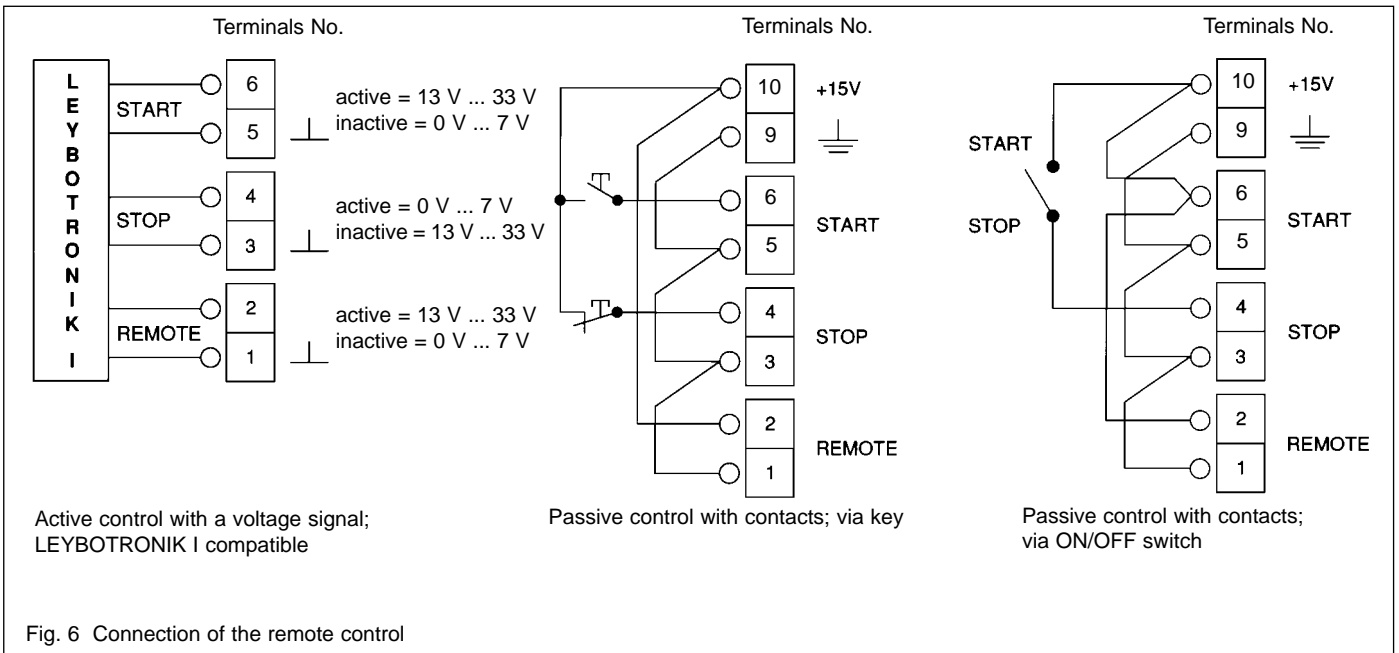 Terminals No.
LEYBOTRONIK I
START
6
5
active = 13 V ... 33 V
inactive = 0 V ... 7 V
STOP
4
3
active = 0 V ... 7 V
inactive = 13 V ... 33 V
REMOTE
2
1
active = 13 V ... 33 V
inactive = 0 V ... 7 V
Active control with a voltage signal;
LEYBOTRONIK I compatible
Terminals No.
10
+15V
9
6
START
5
4
STOP
3
2
REMOTE
1
Passive control with contacts; via key
Terminals No.
START
STOP
10
+15V
9
6
START
5
4
STOP
3
2
REMOTE
1
Passive control with contacts;
via ON/OFF switch
Fig. 6 Connection of the remote control